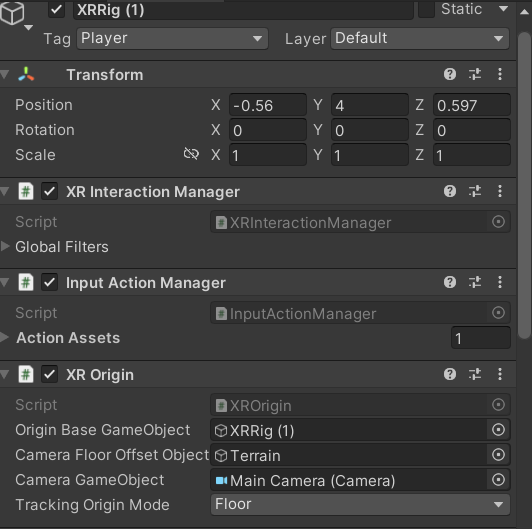 XRRig (1) Static
Tag Player Layer Default
Transform
Position X -0.56 Y 4 Z 0.597
Rotation X 0 Y 0 Z 0
Scale X 1 Y 1 Z 1
# XR Interaction Manager
Script # XRInteractionManager
Global Filters
# Input Action Manager
Script # InputActionManager
Action Assets 1
# XR Origin
Script # XROrigin
Origin Base GameObject XRRig (1)
Camera Floor Offset Object Terrain
Camera GameObject Main Camera (Camera)
Tracking Origin Mode Floor